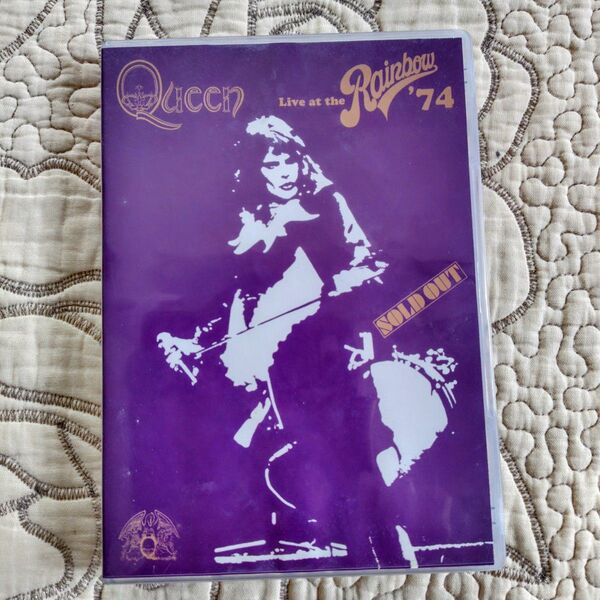 Queen
Live at the Rainbow '74
SOLD OUT